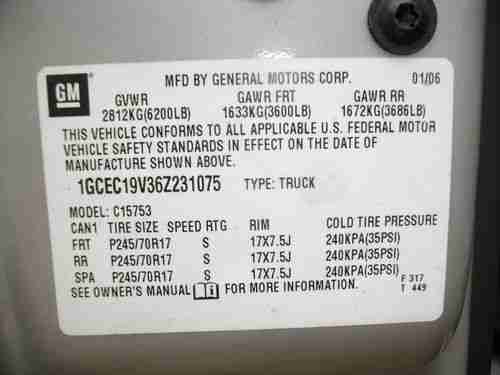 GM
MFD BY GENERAL MOTORS CORP. 01/06
GVWR GAWR FRT GAWR RR
2812KG(6200LB) 1633KG(3600LB) 1672KG(3686LB)
THIS VEHICLE CONFORMS TO ALL APPLICABLE U.S. FEDERAL MOTOR
VEHICLE SAFETY STANDARDS IN EFFECT ON THE DATE OF
MANUFACTURE SHOWN ABOVE.
1GCEC19V36Z231075 TYPE: TRUCK
MODEL: C15753
CAN1 TIRE SIZE SPEED RTG RIM COLD TIRE PRESSURE
FRT P245/70R17 S 17X7.5J 240KPA(35PSI)
RR P245/70R17 S 17X7.5J 240KPA(35PSI)
SPA P245/70R17 S 17X7.5J 240KPA(35PSI)
SEE OWNER'S MANUAL FOR MORE INFORMATION.
F 317
T 449